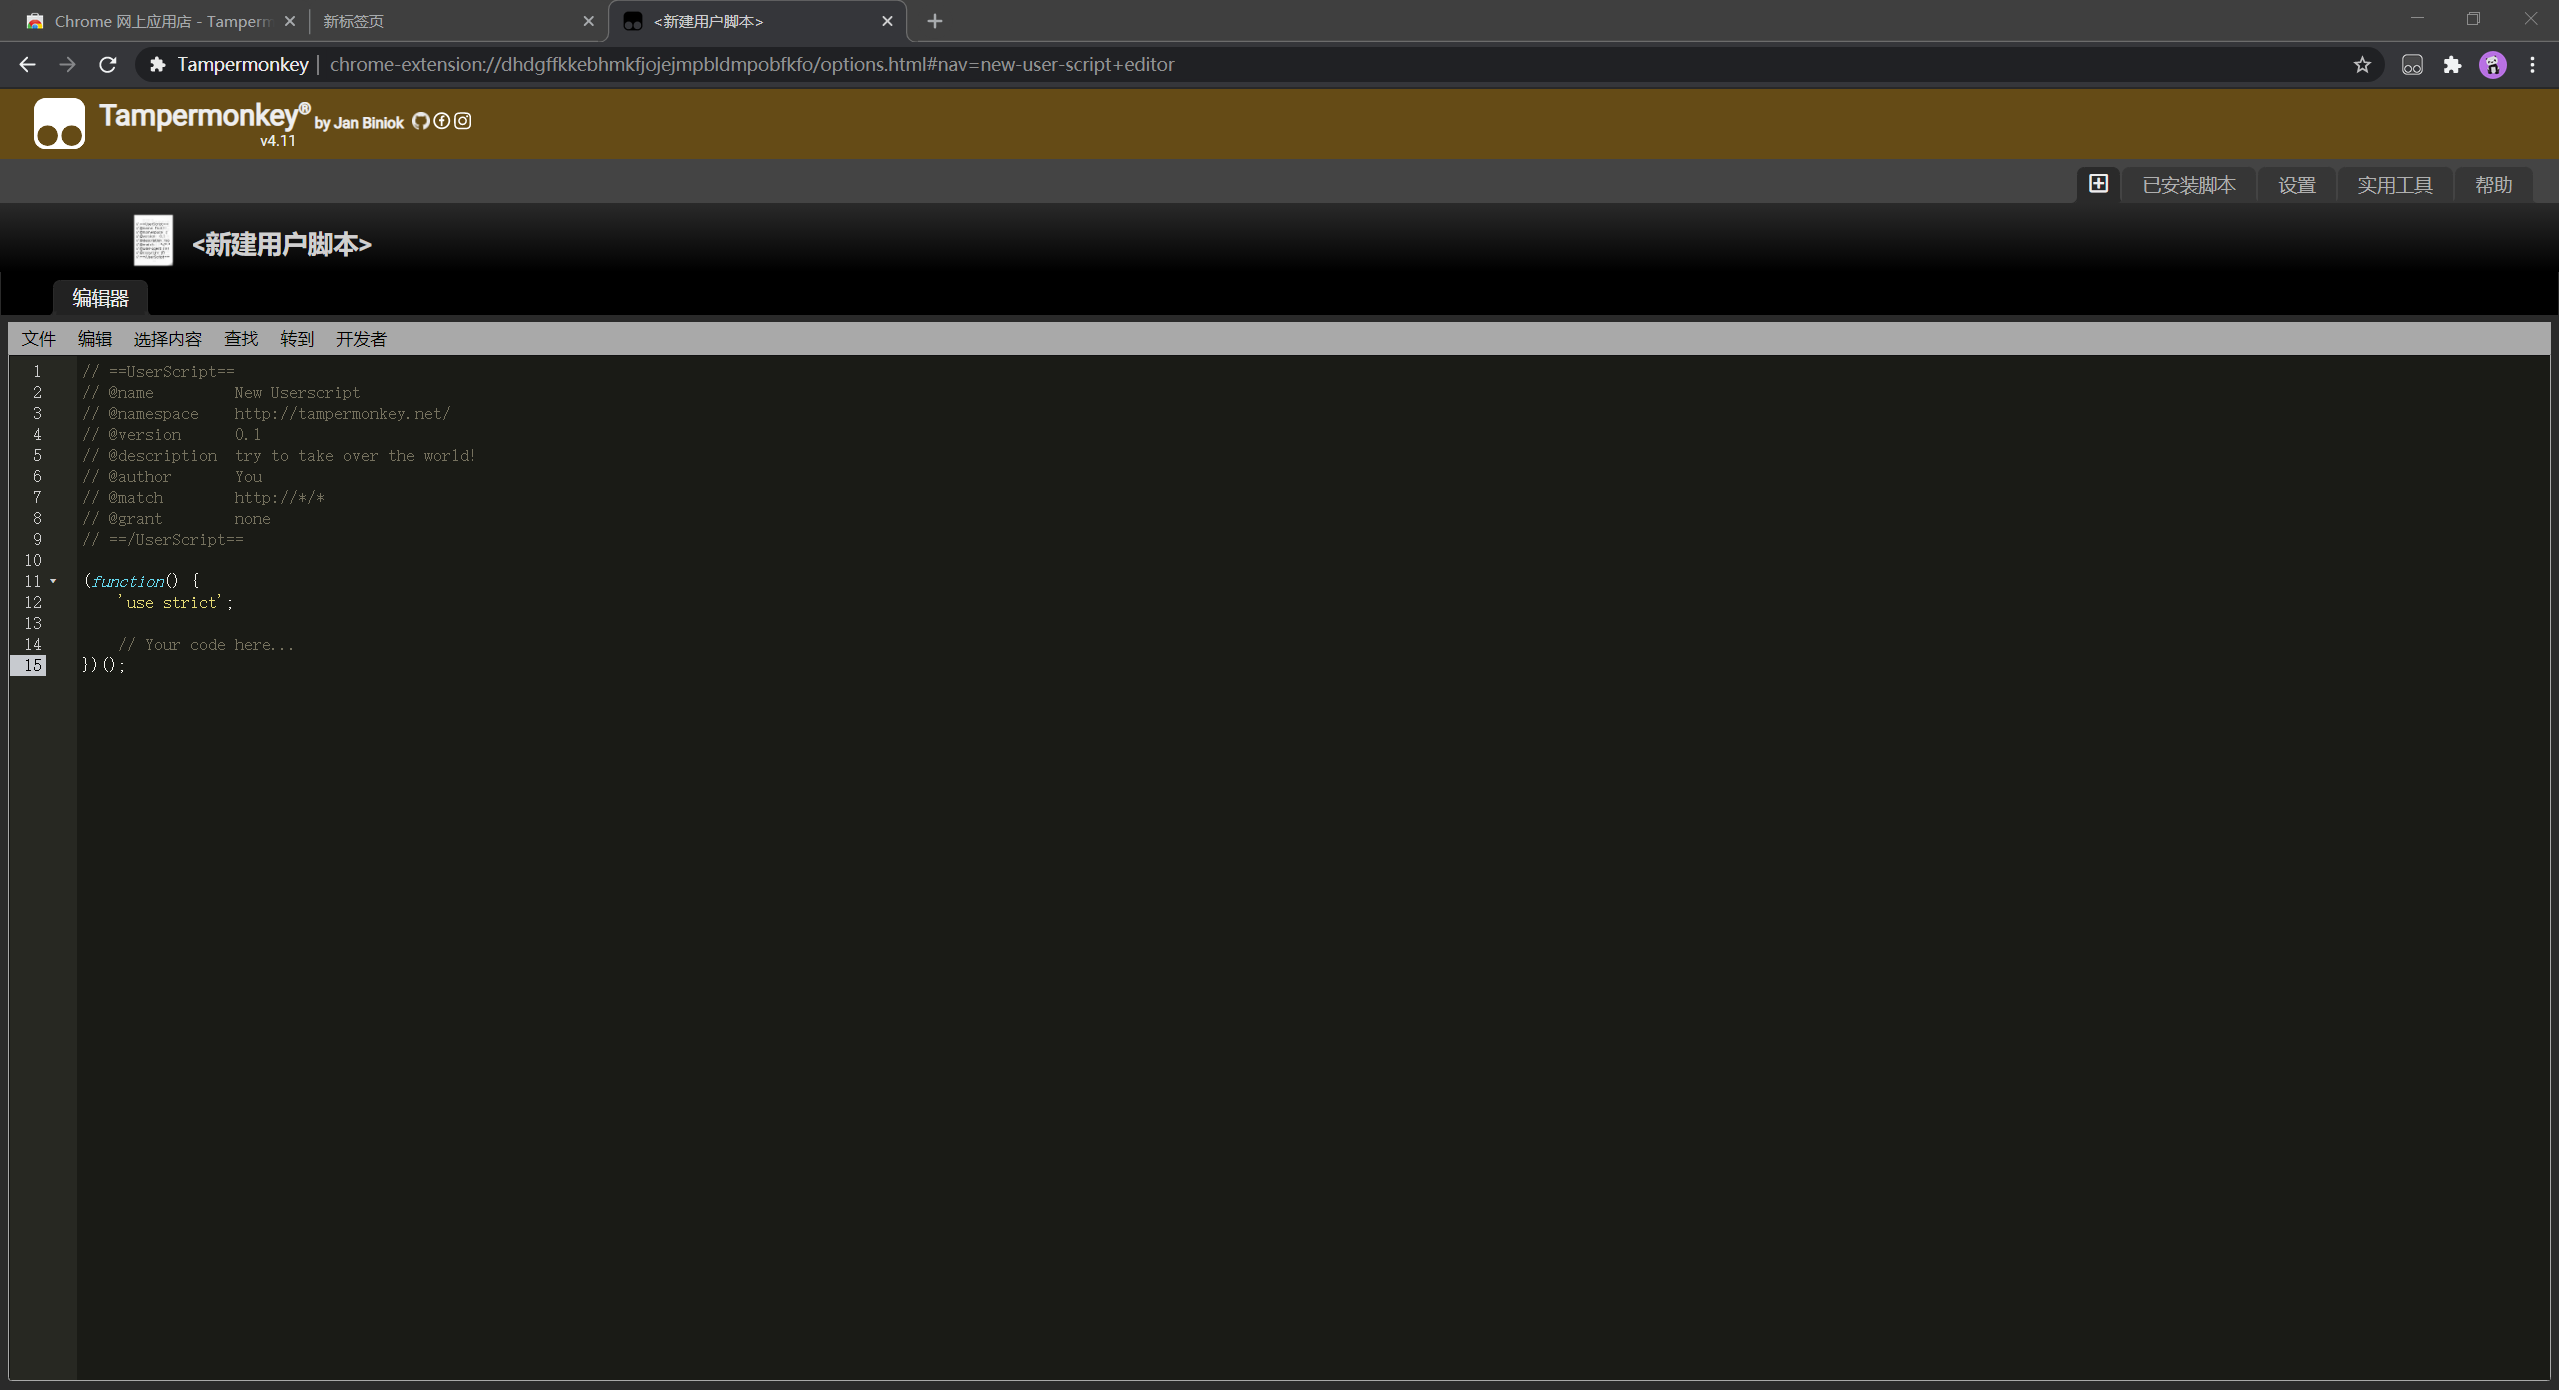 Chrome 网上应用店 - Tamperm
新标签页
<新建用户脚本>
Tampermonkey | chrome-extension://dhdgffkkebhmkfjojejmpbldmpobfkfo/options.html#nav=new-user-script+editor
Tampermonkey® by Jan Biniok
v4.11
已安装脚本 设置 实用工具 帮助
<新建用户脚本>
编辑器
文件 编辑 选择内容 查找 转到 开发者
1 // ==UserScript==
2 // @name         New Userscript
3 // @namespace    http://tampermonkey.net/
4 // @version      0.1
5 // @description  try to take over the world!
6 // @author       You
7 // @match        http://*/*
8 // @grant        none
9 // ==/UserScript==
10
11 (function() {
12     'use strict';
13
14     // Your code here...
15 })();